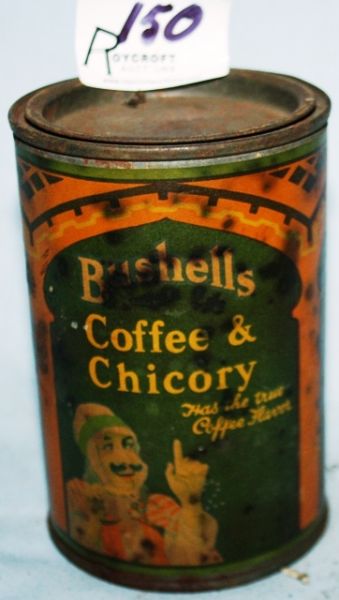 150
ROYCROFT
Bushells
Coffee &
Chicory
Has the true
Coffee Flavor